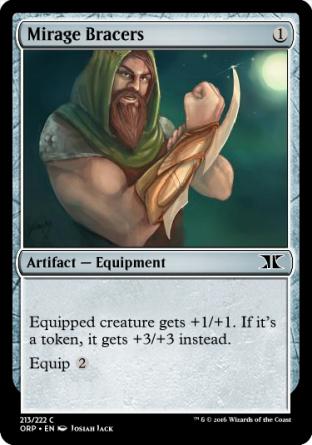 Mirage Bracers 1
Artifact — Equipment
Equipped creature gets +1/+1. If it's
a token, it gets +3/+3 instead.
Equip 2
213/222 C
ORP • EN Josiah Jack
™ & © 2016 Wizards of the Coast